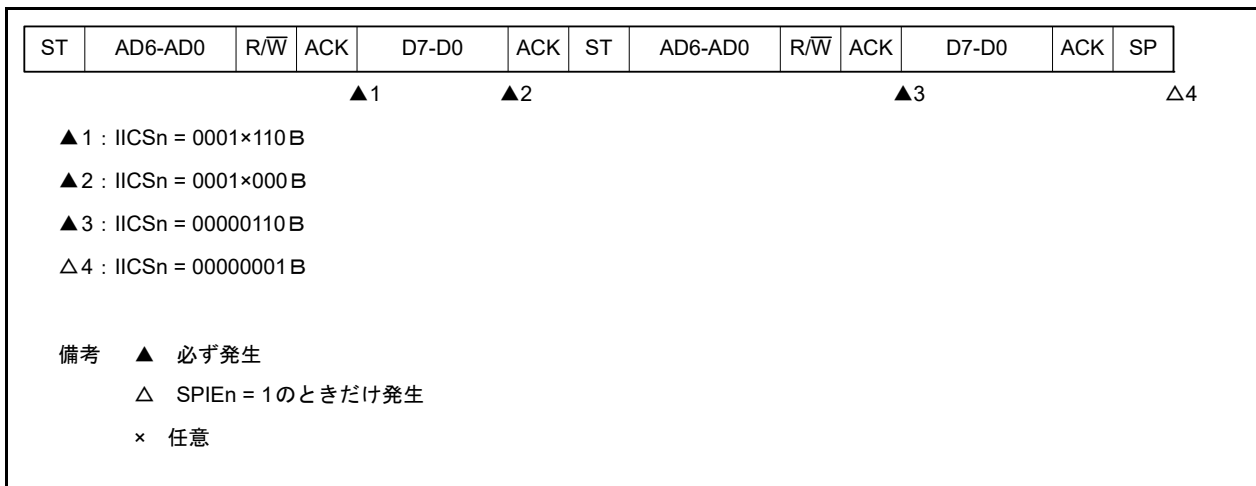 ST AD6-AD0 R/W̅ ACK D7-D0 ACK ST AD6-AD0 R/W̅ ACK D7-D0 ACK SP
▲1 ▲2 ▲3 △4
▲1：IICSn = 0001×110B
▲2：IICSn = 0001×000B
▲3：IICSn = 00000110B
△4：IICSn = 00000001B
備考 ▲ 必ず発生
△ SPIEn = 1のときだけ発生
× 任意